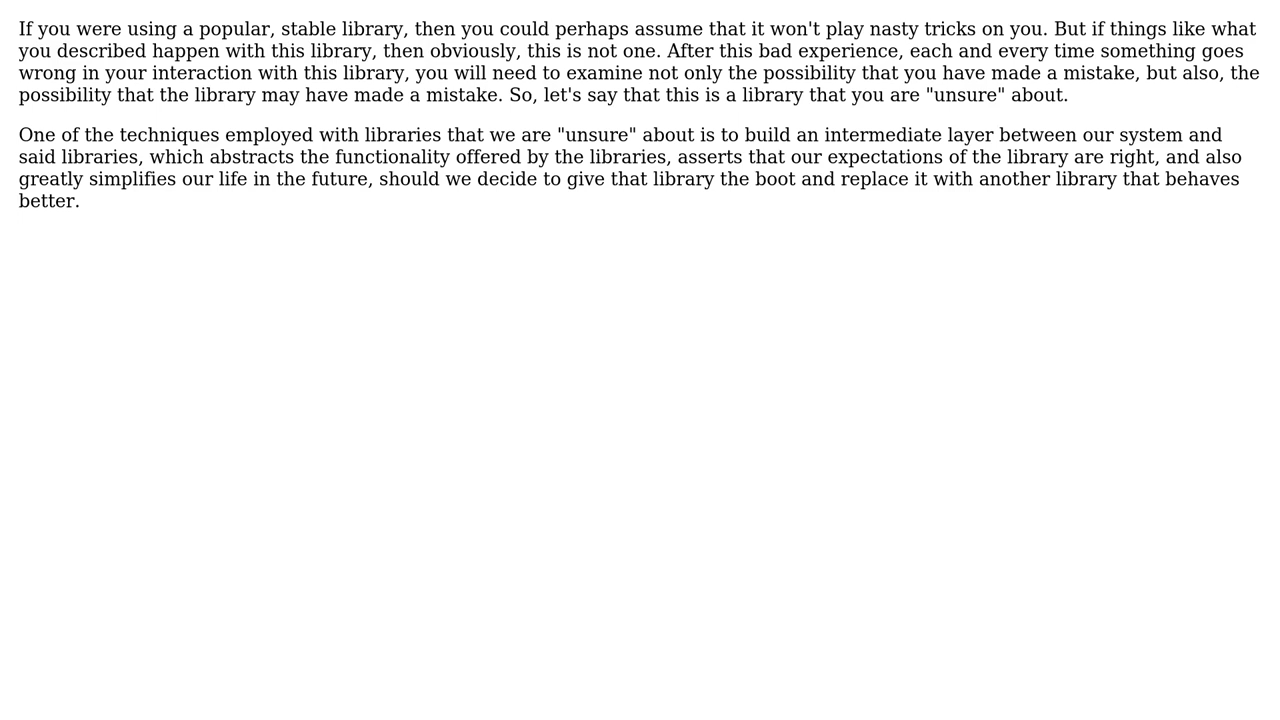 If you were using a popular, stable library, then you could perhaps assume that it won't play nasty tricks on you. But if things like what
you described happen with this library, then obviously, this is not one. After this bad experience, each and every time something goes
wrong in your interaction with this library, you will need to examine not only the possibility that you have made a mistake, but also, the
possibility that the library may have made a mistake. So, let's say that this is a library that you are "unsure" about.
One of the techniques employed with libraries that we are "unsure" about is to build an intermediate layer between our system and
said libraries, which abstracts the functionality offered by the libraries, asserts that our expectations of the library are right, and also
greatly simplifies our life in the future, should we decide to give that library the boot and replace it with another library that behaves
better.